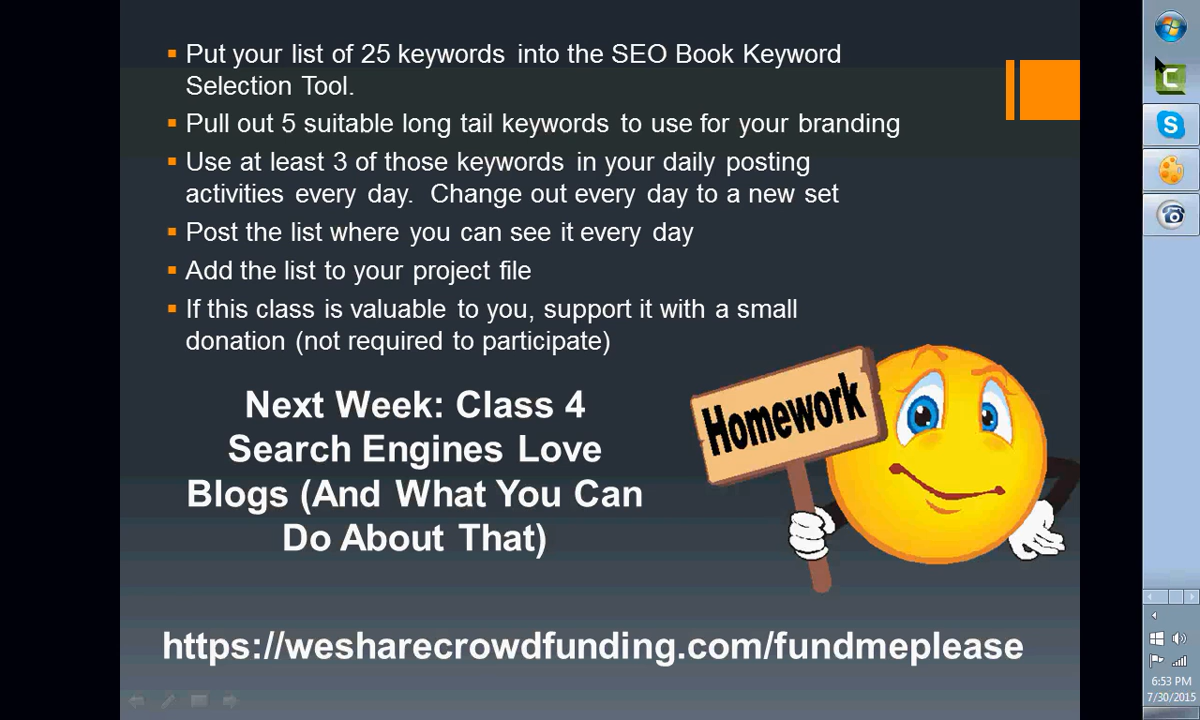 Put your list of 25 keywords into the SEO Book Keyword
Selection Tool.
Pull out 5 suitable long tail keywords to use for your branding
Use at least 3 of those keywords in your daily posting
activities every day. Change out every day to a new set
Post the list where you can see it every day
Add the list to your project file
If this class is valuable to you, support it with a small
donation (not required to participate)
Homework
Next Week: Class 4
Search Engines Love
Blogs (And What You Can
Do About That)
https://wesharecrowdfunding.com/fundmeplease
6:53 PM
7/30/2015